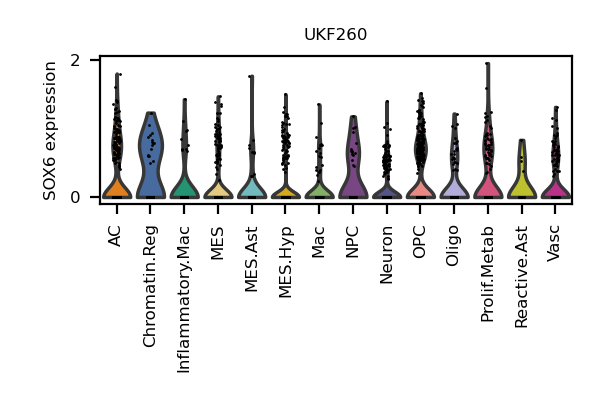 UKF260
SOX6 expression
2
0
AC
Chromatin.Reg
Inflammatory.Mac
MES
MES.Ast
MES.Hyp
Mac
NPC
Neuron
OPC
Oligo
Prolif.Metab
Reactive.Ast
Vasc